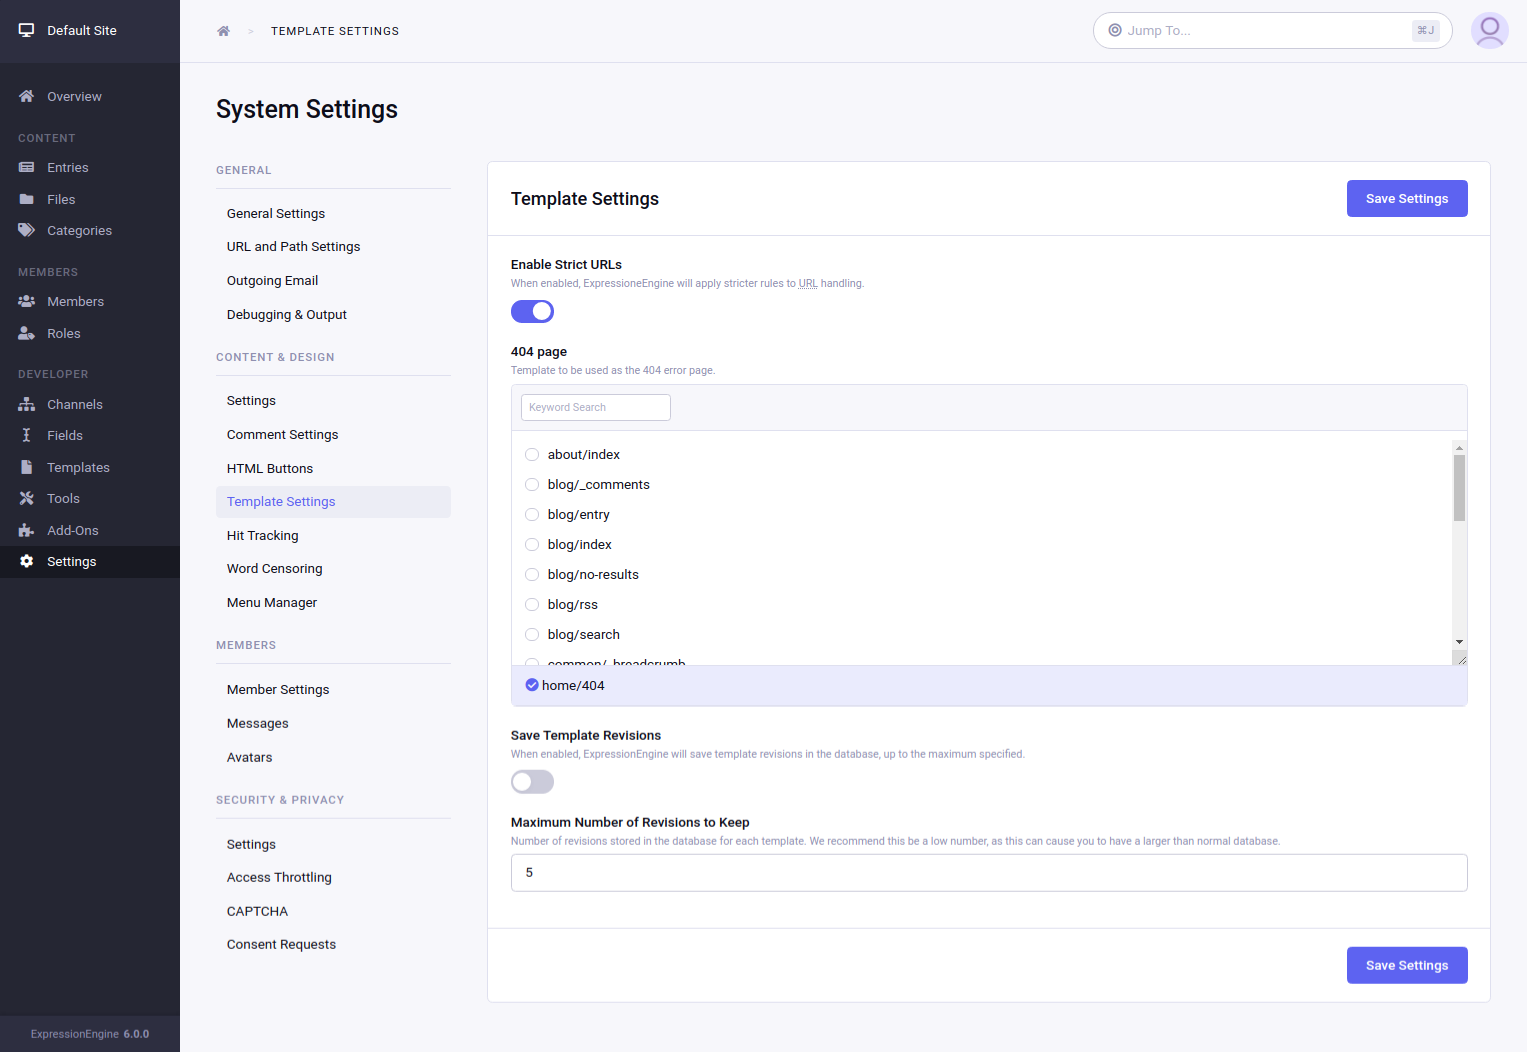 Default Site
> TEMPLATE SETTINGS
Jump To...
⌘J
Overview
CONTENT
Entries
Files
Categories
MEMBERS
Members
Roles
DEVELOPER
Channels
Fields
Templates
Tools
Add-Ons
Settings
ExpressionEngine 6.0.0
System Settings
GENERAL
General Settings
URL and Path Settings
Outgoing Email
Debugging & Output
CONTENT & DESIGN
Settings
Comment Settings
HTML Buttons
Template Settings
Hit Tracking
Word Censoring
Menu Manager
MEMBERS
Member Settings
Messages
Avatars
SECURITY & PRIVACY
Settings
Access Throttling
CAPTCHA
Consent Requests
Template Settings
Save Settings
Enable Strict URLs
When enabled, ExpressioneEngine will apply stricter rules to URL handling.
404 page
Template to be used as the 404 error page.
Keyword Search
about/index
blog/_comments
blog/entry
blog/index
blog/no-results
blog/rss
blog/search
common/_breadcrumb
home/404
Save Template Revisions
When enabled, ExpressionEngine will save template revisions in the database, up to the maximum specified.
Maximum Number of Revisions to Keep
Number of revisions stored in the database for each template. We recommend this be a low number, as this can cause you to have a larger than normal database.
5
Save Settings